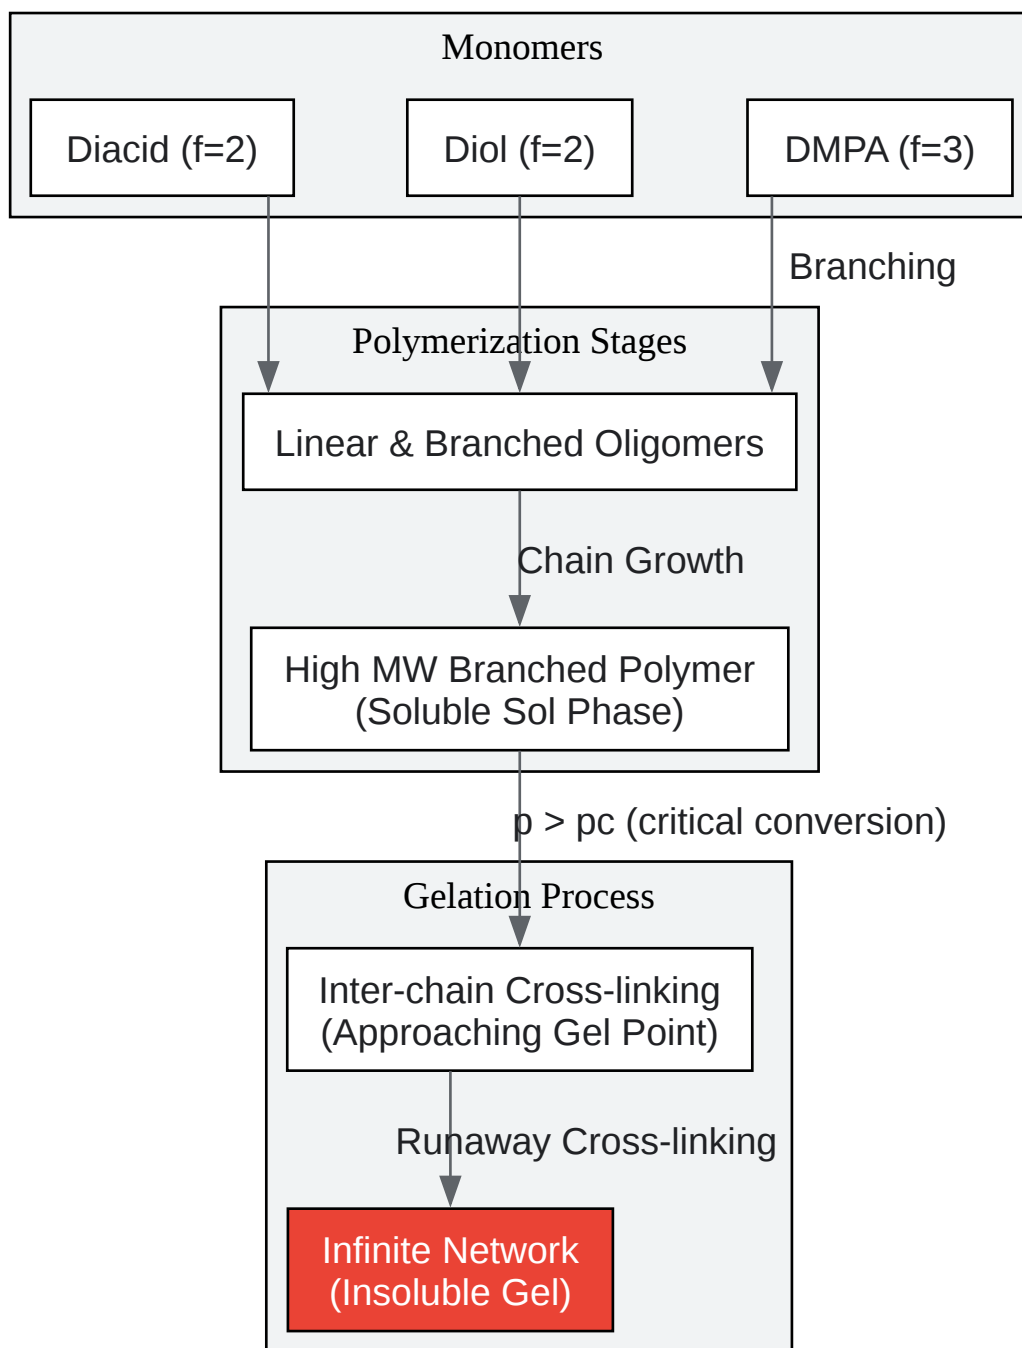 Monomers
Diacid (f=2)
Diol (f=2)
DMPA (f=3)
Branching
Polymerization Stages
Linear & Branched Oligomers
Chain Growth
High MW Branched Polymer
(Soluble Sol Phase)
p > pc (critical conversion)
Gelation Process
Inter-chain Cross-linking
(Approaching Gel Point)
Runaway Cross-linking
Infinite Network
(Insoluble Gel)